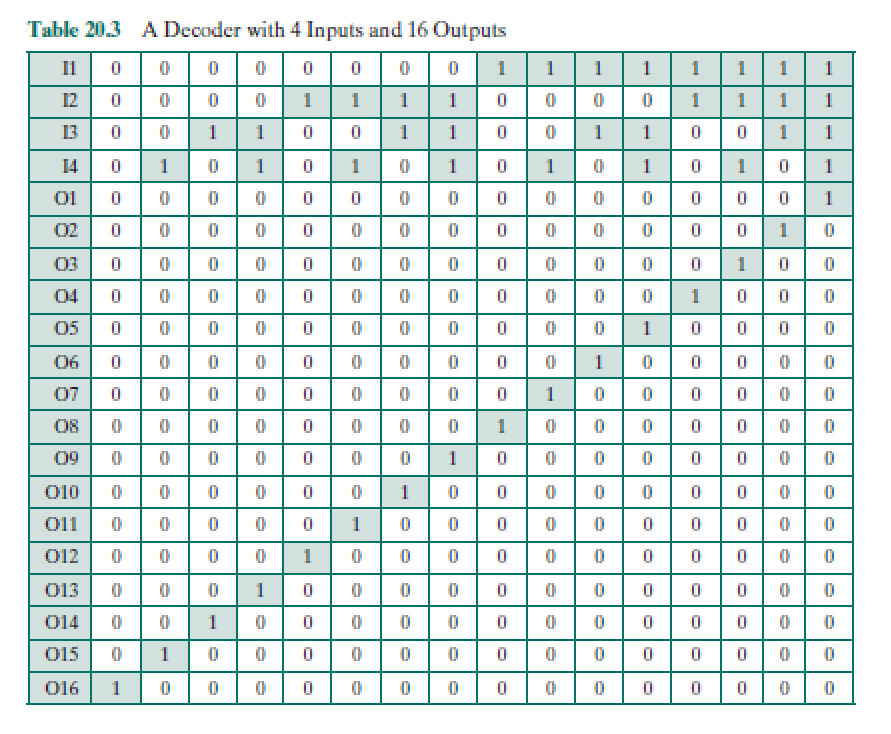 Table 20.3 A Decoder with 4 Inputs and 16 Outputs
I1 0 0 0 0 0 0 0 0 1 1 1 1 1 1 1 1
I2 0 0 0 0 1 1 1 1 0 0 0 0 1 1 1 1
I3 0 0 1 1 0 0 1 1 0 0 1 1 0 0 1 1
I4 0 1 0 1 0 1 0 1 0 1 0 1 0 1 0 1
O1 0 0 0 0 0 0 0 0 0 0 0 0 0 0 0 1
O2 0 0 0 0 0 0 0 0 0 0 0 0 0 0 1 0
O3 0 0 0 0 0 0 0 0 0 0 0 0 0 1 0 0
O4 0 0 0 0 0 0 0 0 0 0 0 0 1 0 0 0
O5 0 0 0 0 0 0 0 0 0 0 0 1 0 0 0 0
O6 0 0 0 0 0 0 0 0 0 0 1 0 0 0 0 0
O7 0 0 0 0 0 0 0 0 0 1 0 0 0 0 0 0
O8 0 0 0 0 0 0 0 0 1 0 0 0 0 0 0 0
O9 0 0 0 0 0 0 0 1 0 0 0 0 0 0 0 0
O10 0 0 0 0 0 0 1 0 0 0 0 0 0 0 0 0
O11 0 0 0 0 0 1 0 0 0 0 0 0 0 0 0 0
O12 0 0 0 0 1 0 0 0 0 0 0 0 0 0 0 0
O13 0 0 0 1 0 0 0 0 0 0 0 0 0 0 0 0
O14 0 0 1 0 0 0 0 0 0 0 0 0 0 0 0 0
O15 0 1 0 0 0 0 0 0 0 0 0 0 0 0 0 0
O16 1 0 0 0 0 0 0 0 0 0 0 0 0 0 0 0